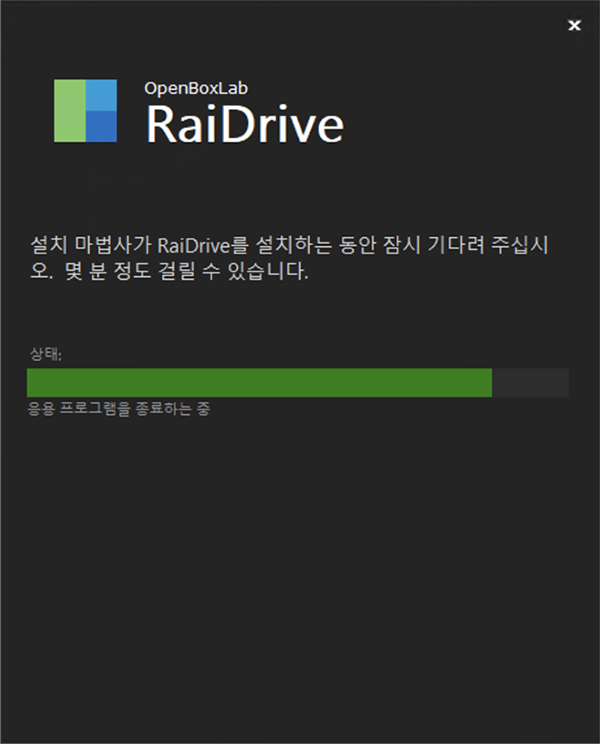 OpenBoxLab
RaiDrive
설치 마법사가 RaiDrive를 설치하는 동안 잠시 기다려 주십시
오.  몇 분 정도 걸릴 수 있습니다.
상태:
응용 프로그램을 종료하는 중